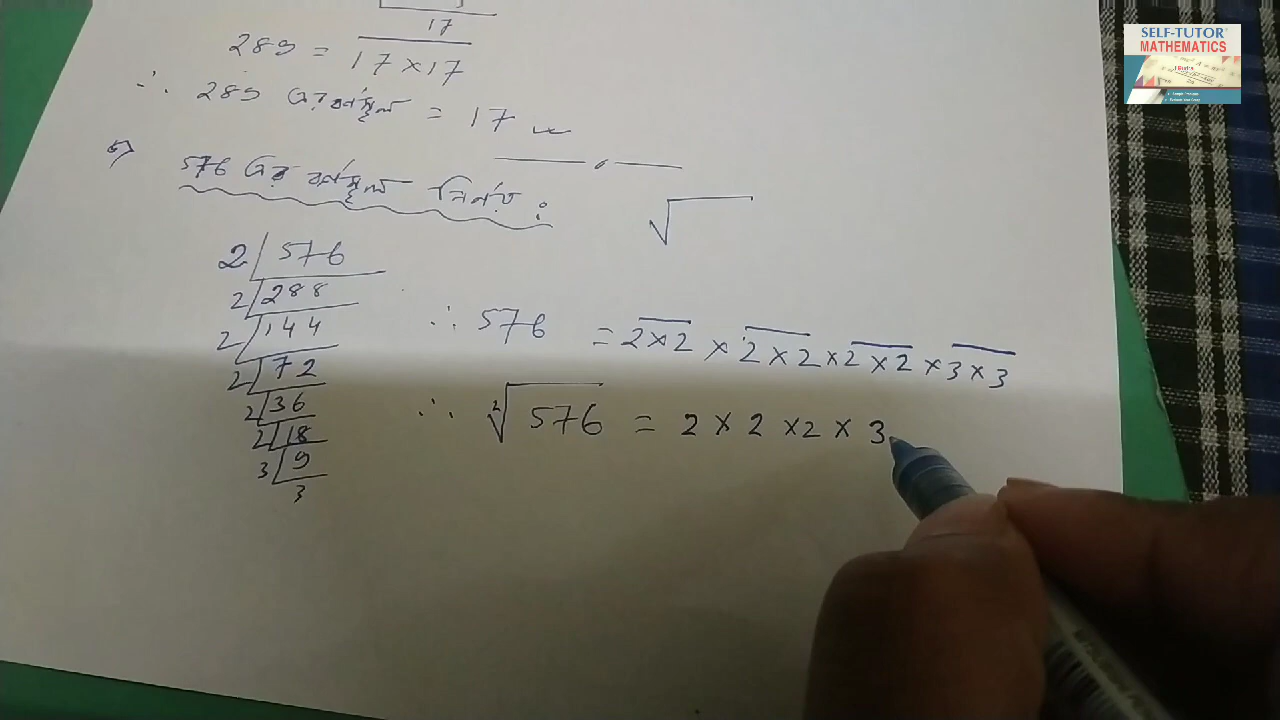 17
289 = 17 × 17
∴ 289 এর বর্গমূল = 17
৩) 576 এর বর্গমূল নির্ণয় :
√
2 | 576
2 | 288
2 | 144
2 | 72
2 | 36
2 | 18
3 | 9
3
∴ 576 = 2 × 2 × 2 × 2 × 2 × 2 × 3 × 3
∴ ²√576 = 2 × 2 × 2 × 3
SELF-TUTOR
MATHEMATICS